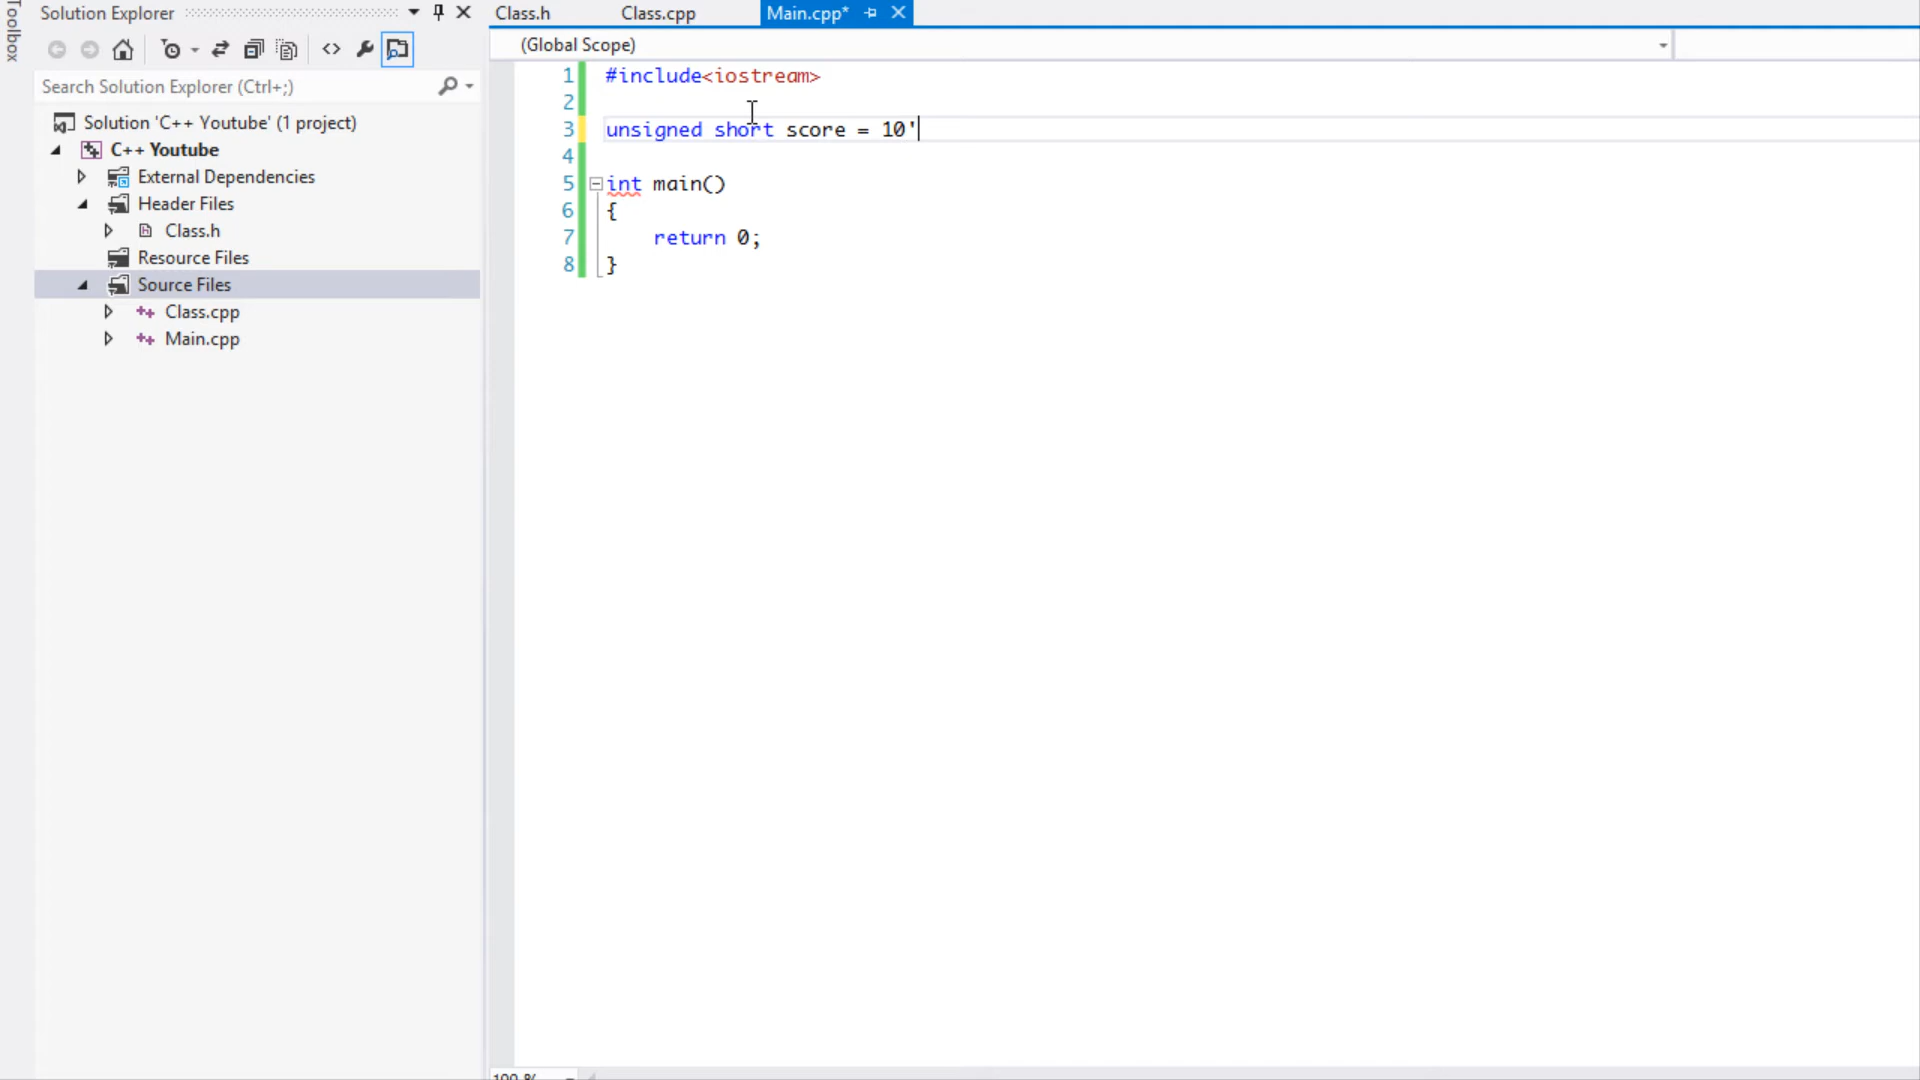 Toolbox
Solution Explorer
Search Solution Explorer (Ctrl+;)
Solution 'C++ Youtube' (1 project)
C++ Youtube
External Dependencies
Header Files
Class.h
Resource Files
Source Files
Class.cpp
Main.cpp
Class.h
Class.cpp
Main.cpp*
(Global Scope)
1 #include<iostream>
2
3 unsigned short score = 10'
4
5 int main()
6 {
7 return 0;
8 }
100 %